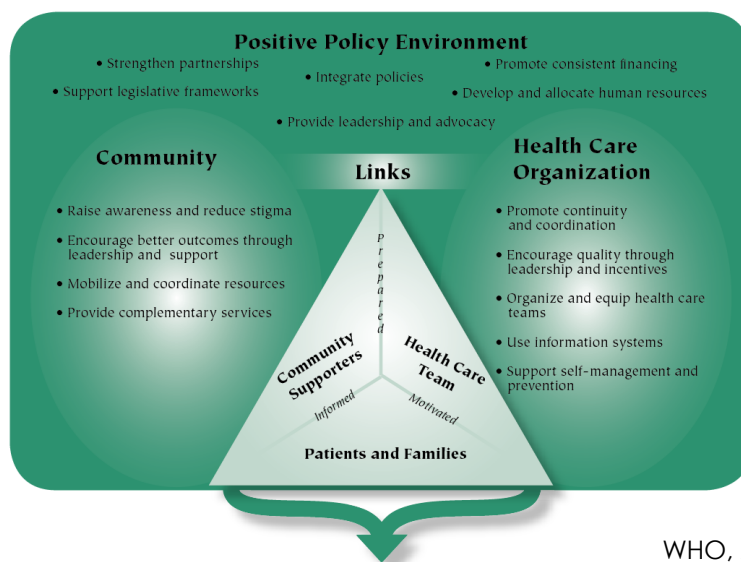 Positive Policy Environment
• Strengthen partnerships
• Integrate policies
• Promote consistent financing
• Support legislative frameworks
• Develop and allocate human resources
• Provide leadership and advocacy
Community
• Raise awareness and reduce stigma
• Encourage better outcomes through
leadership and support
• Mobilize and coordinate resources
• Provide complementary services
Links
Prepared
Community
Supporters
Health Care
Team
Informed
Motivated
Patients and Families
Health Care
Organization
• Promote continuity
and coordination
• Encourage quality through
leadership and incentives
• Organize and equip health care
teams
• Use information systems
• Support self-management and
prevention
WHO,